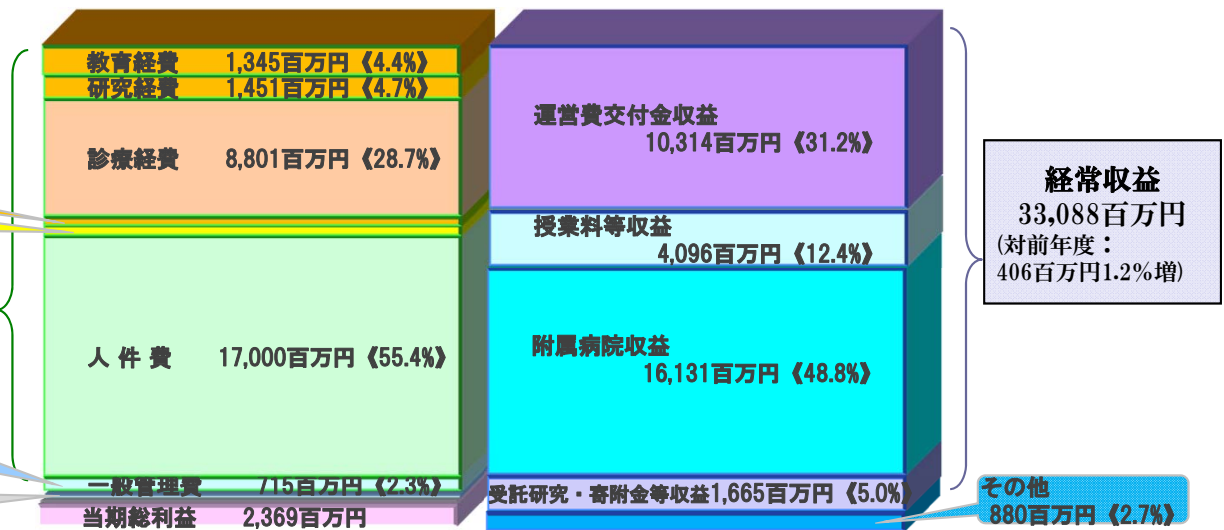 教育経費 1,345百万円《4.4%》
研究経費 1,451百万円《4.7%》
診療経費 8,801百万円《28.7%》
人件費 17,000百万円《55.4%》
一般管理費 715百万円《2.3%》
当期総利益 2,369百万円
運営費交付金収益
10,314百万円《31.2%》
授業料等収益
4,096百万円《12.4%》
附属病院収益
16,131百万円《48.8%》
受託研究・寄附金等収益1,665百万円《5.0%》
その他
880百万円《2.7%》
経常収益
33,088百万円
(対前年度：
406百万円1.2%増)